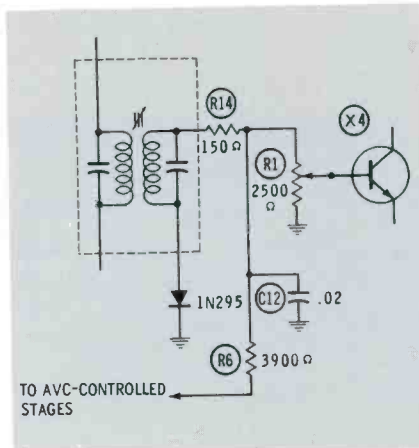 R14
150 Ω
X4
R1
2500
Ω
1N295
C12 .02
R6 3900 Ω
TO AVC-CONTROLLED
STAGES